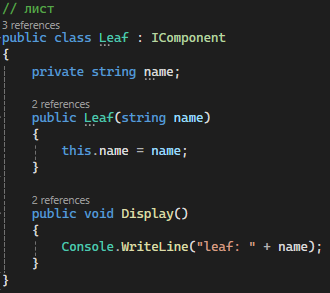 // лист
3 references
public class Leaf : IComponent
{
private string name;
2 references
public Leaf(string name)
{
this.name = name;
}
2 references
public void Display()
{
Console.WriteLine("leaf: " + name);
}
}